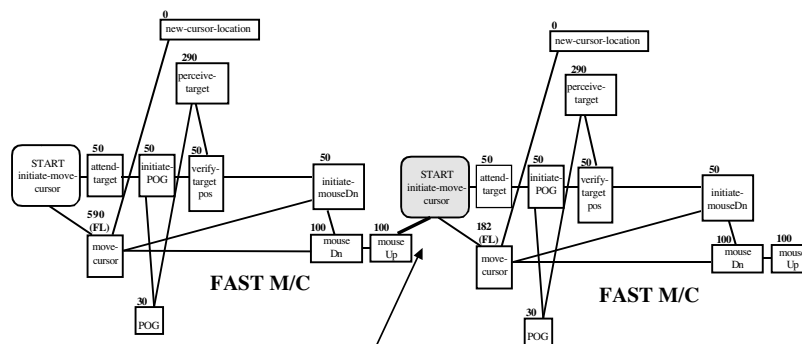 0
new-cursor-location
290
perceive-
target
START
initiate-move-
cursor
50
attend-
target
50
initiate-
POG
50
verify-
target
pos
50
initiate-
mouseDn
590
(FL)
move-
cursor
100
mouse
Dn
100
mouse
Up
FAST M/C
30
POG
0
new-cursor-location
290
perceive-
target
START
initiate-move-
cursor
50
attend-
target
50
initiate-
POG
50
verify-
target
pos
50
initiate-
mouseDn
182
(FL)
move-
cursor
100
mouse
Dn
100
mouse
Up
FAST M/C
30
POG